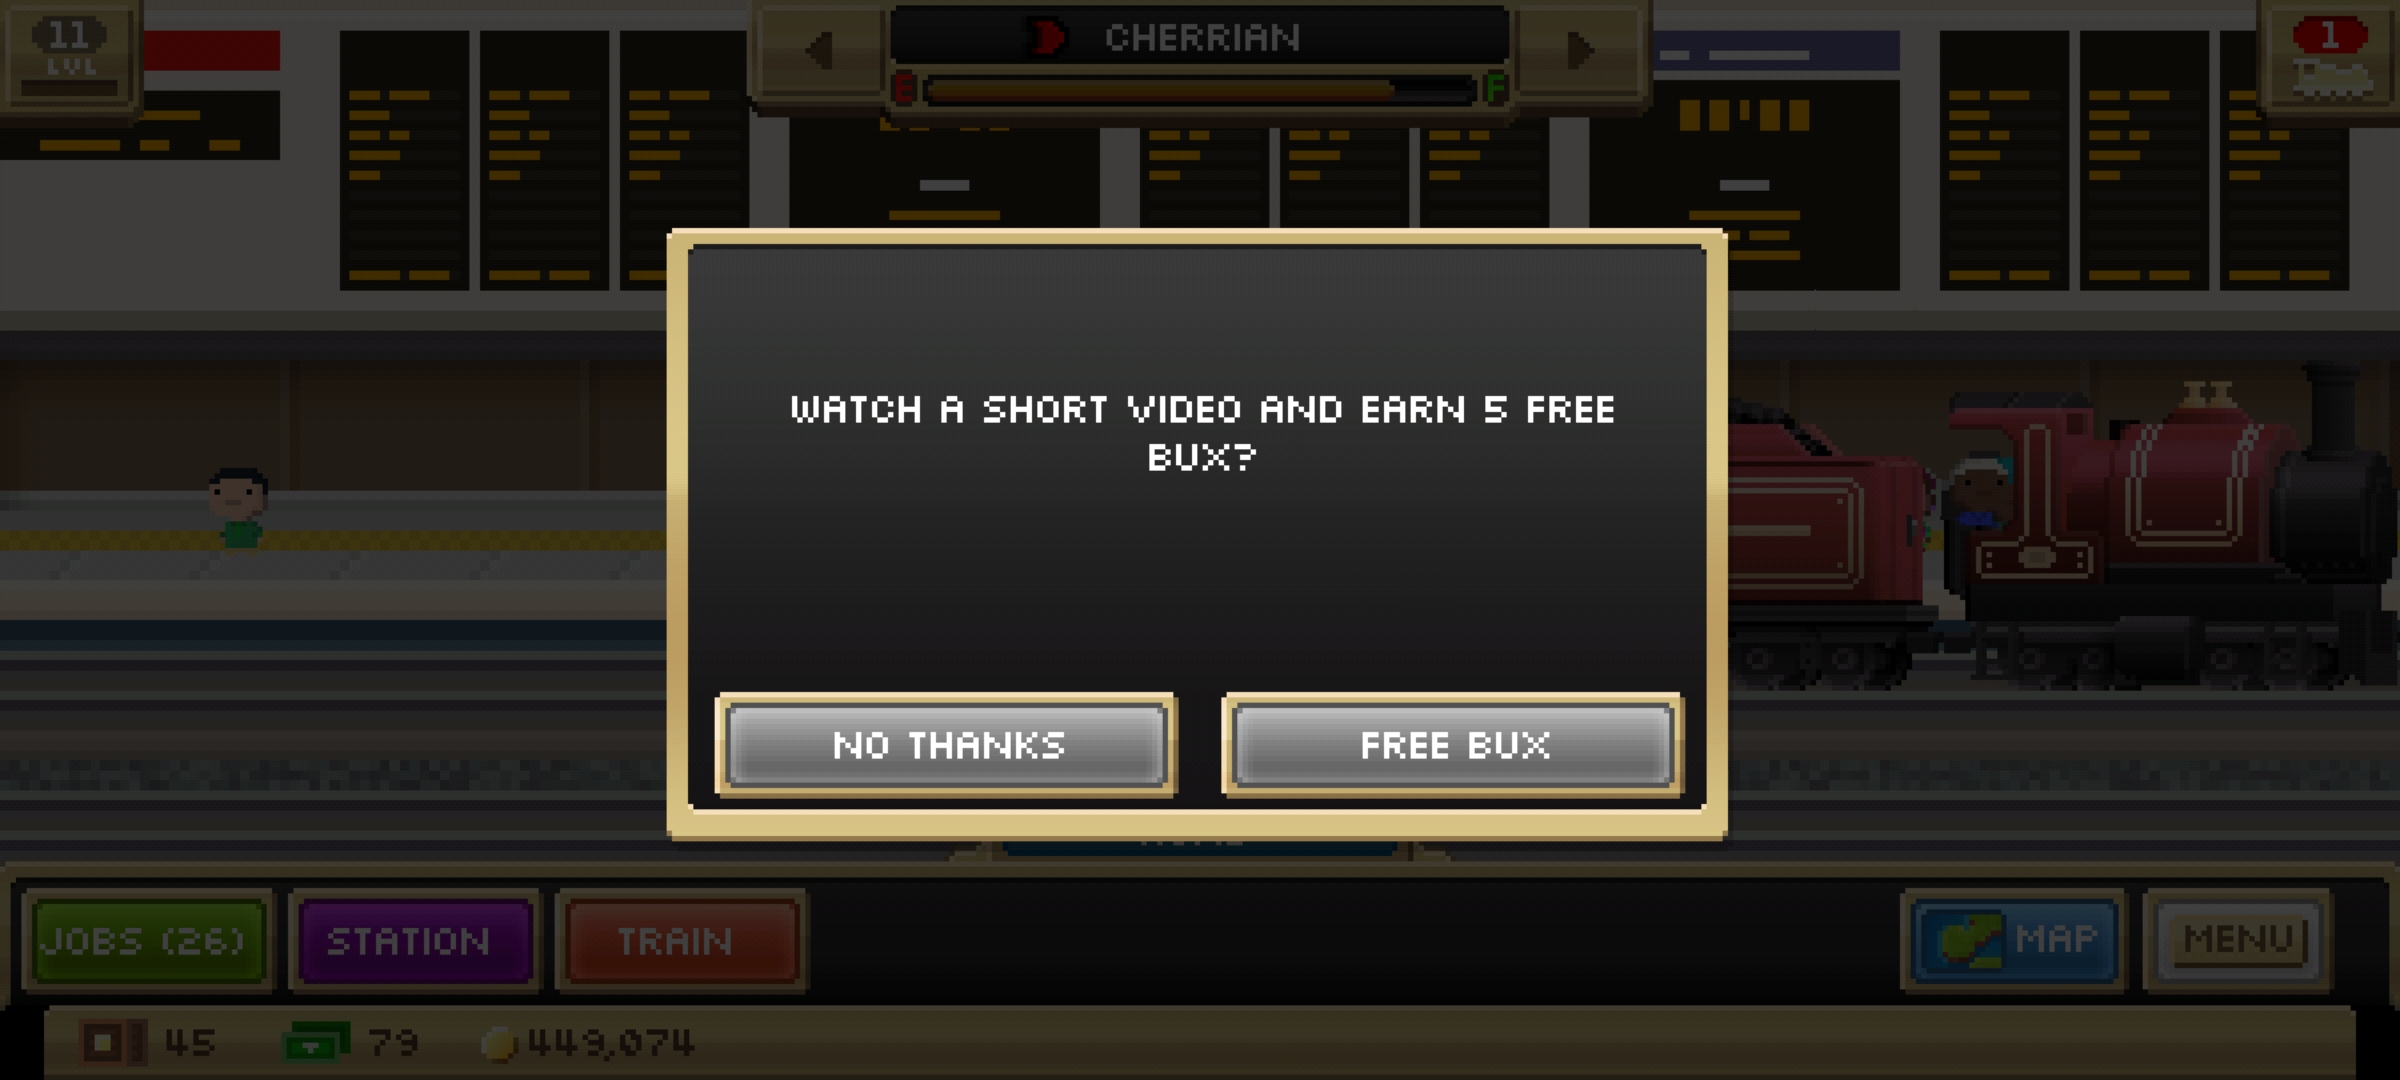 11
LVL
CHERRIAN
E
F
1
WATCH A SHORT VIDEO AND EARN 5 FREE
BUX?
NO THANKS
FREE BUX
JOBS (26)
STATION
TRAIN
MAP
MENU
45
79
449,074